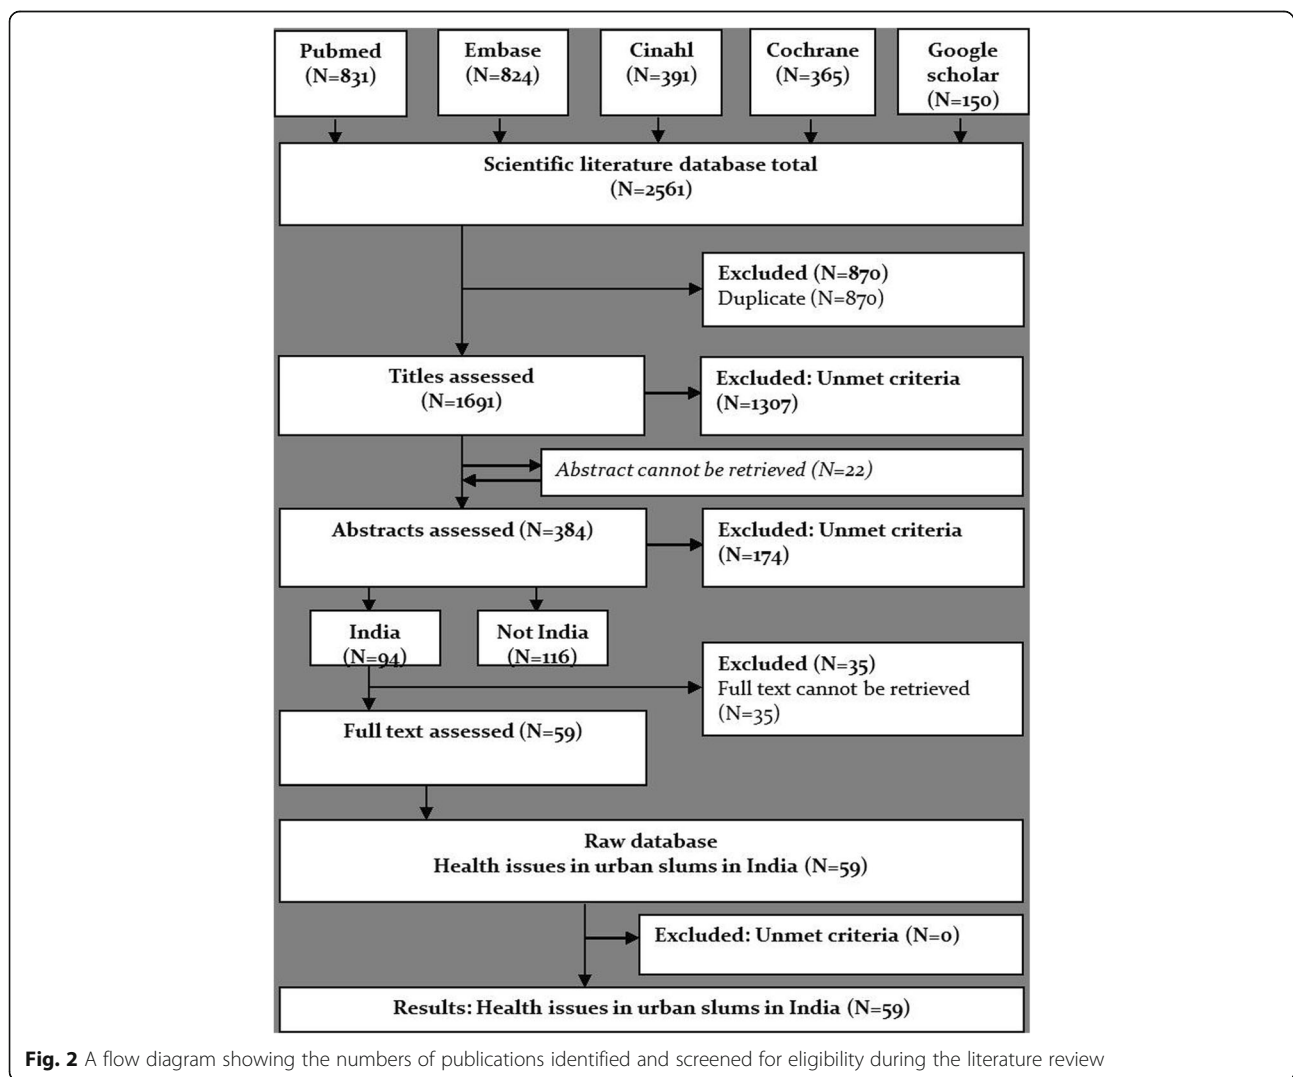 Pubmed
(N=831)
Embase
(N=824)
Cinahl
(N=391)
Cochrane
(N=365)
Google
scholar
(N=150)
Scientific literature database total
(N=2561)
Excluded (N=870)
Duplicate (N=870)
Titles assessed
(N=1691)
Excluded: Unmet criteria
(N=1307)
Abstract cannot be retrieved (N=22)
Abstracts assessed (N=384)
Excluded: Unmet criteria
(N=174)
India
(N=94)
Not India
(N=116)
Excluded (N=35)
Full text cannot be retrieved
(N=35)
Full text assessed (N=59)
Raw database
Health issues in urban slums in India (N=59)
Excluded: Unmet criteria (N=0)
Results: Health issues in urban slums in India (N=59)
Fig. 2 A flow diagram showing the numbers of publications identified and screened for eligibility during the literature review